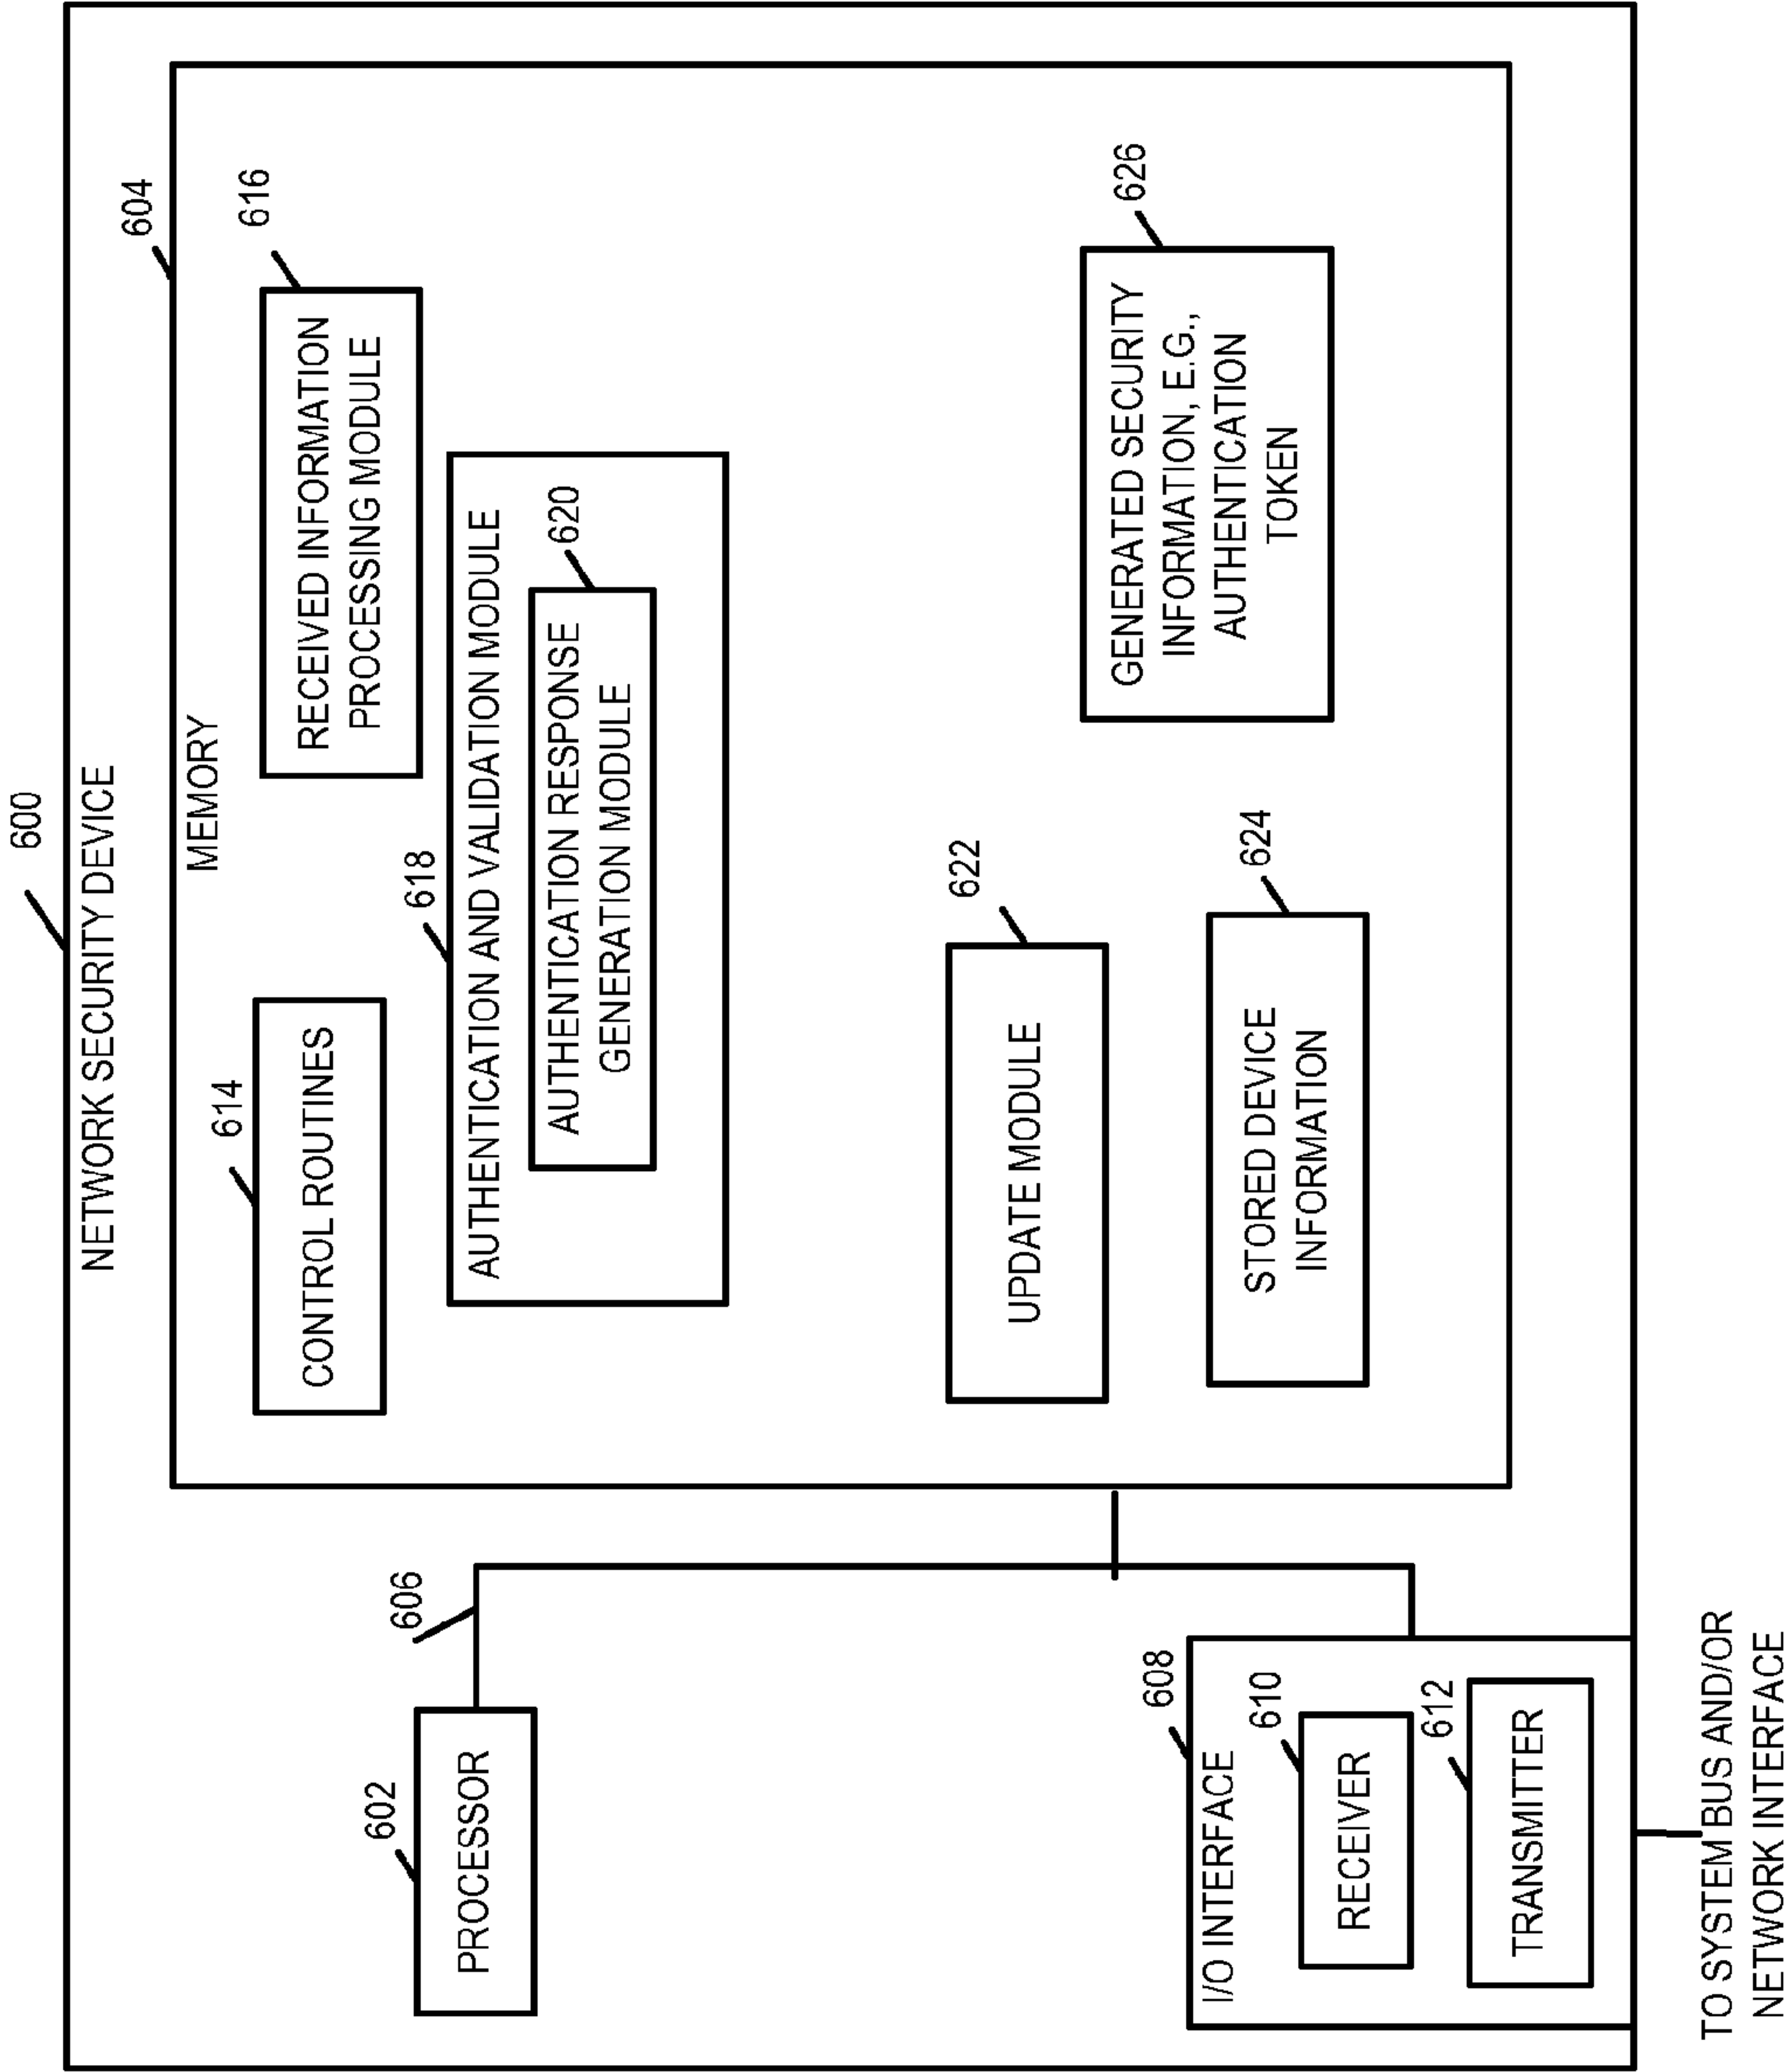 600
NETWORK SECURITY DEVICE
604
MEMORY
602
PROCESSOR
606
614
CONTROL ROUTINES
616
RECEIVED INFORMATION
PROCESSING MODULE
618
AUTHENTICATION AND VALIDATION MODULE
620
AUTHENTICATION RESPONSE
GENERATION MODULE
622
UPDATE MODULE
624
STORED DEVICE
INFORMATION
626
GENERATED SECURITY
INFORMATION, E.G.,
AUTHENTICATION
TOKEN
608
I/O INTERFACE
610
RECEIVER
612
TRANSMITTER
TO SYSTEM BUS AND/OR
NETWORK INTERFACE